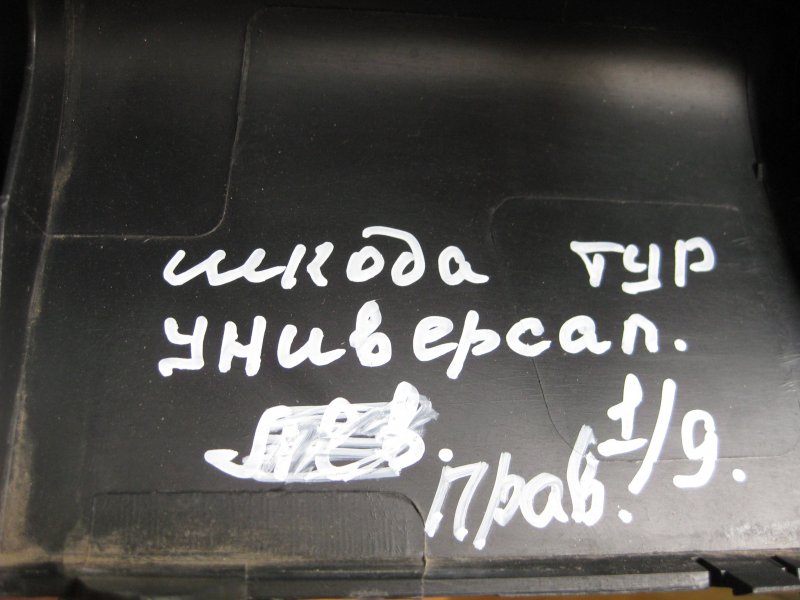 шкода тур
универсал.
прав. 1/9.